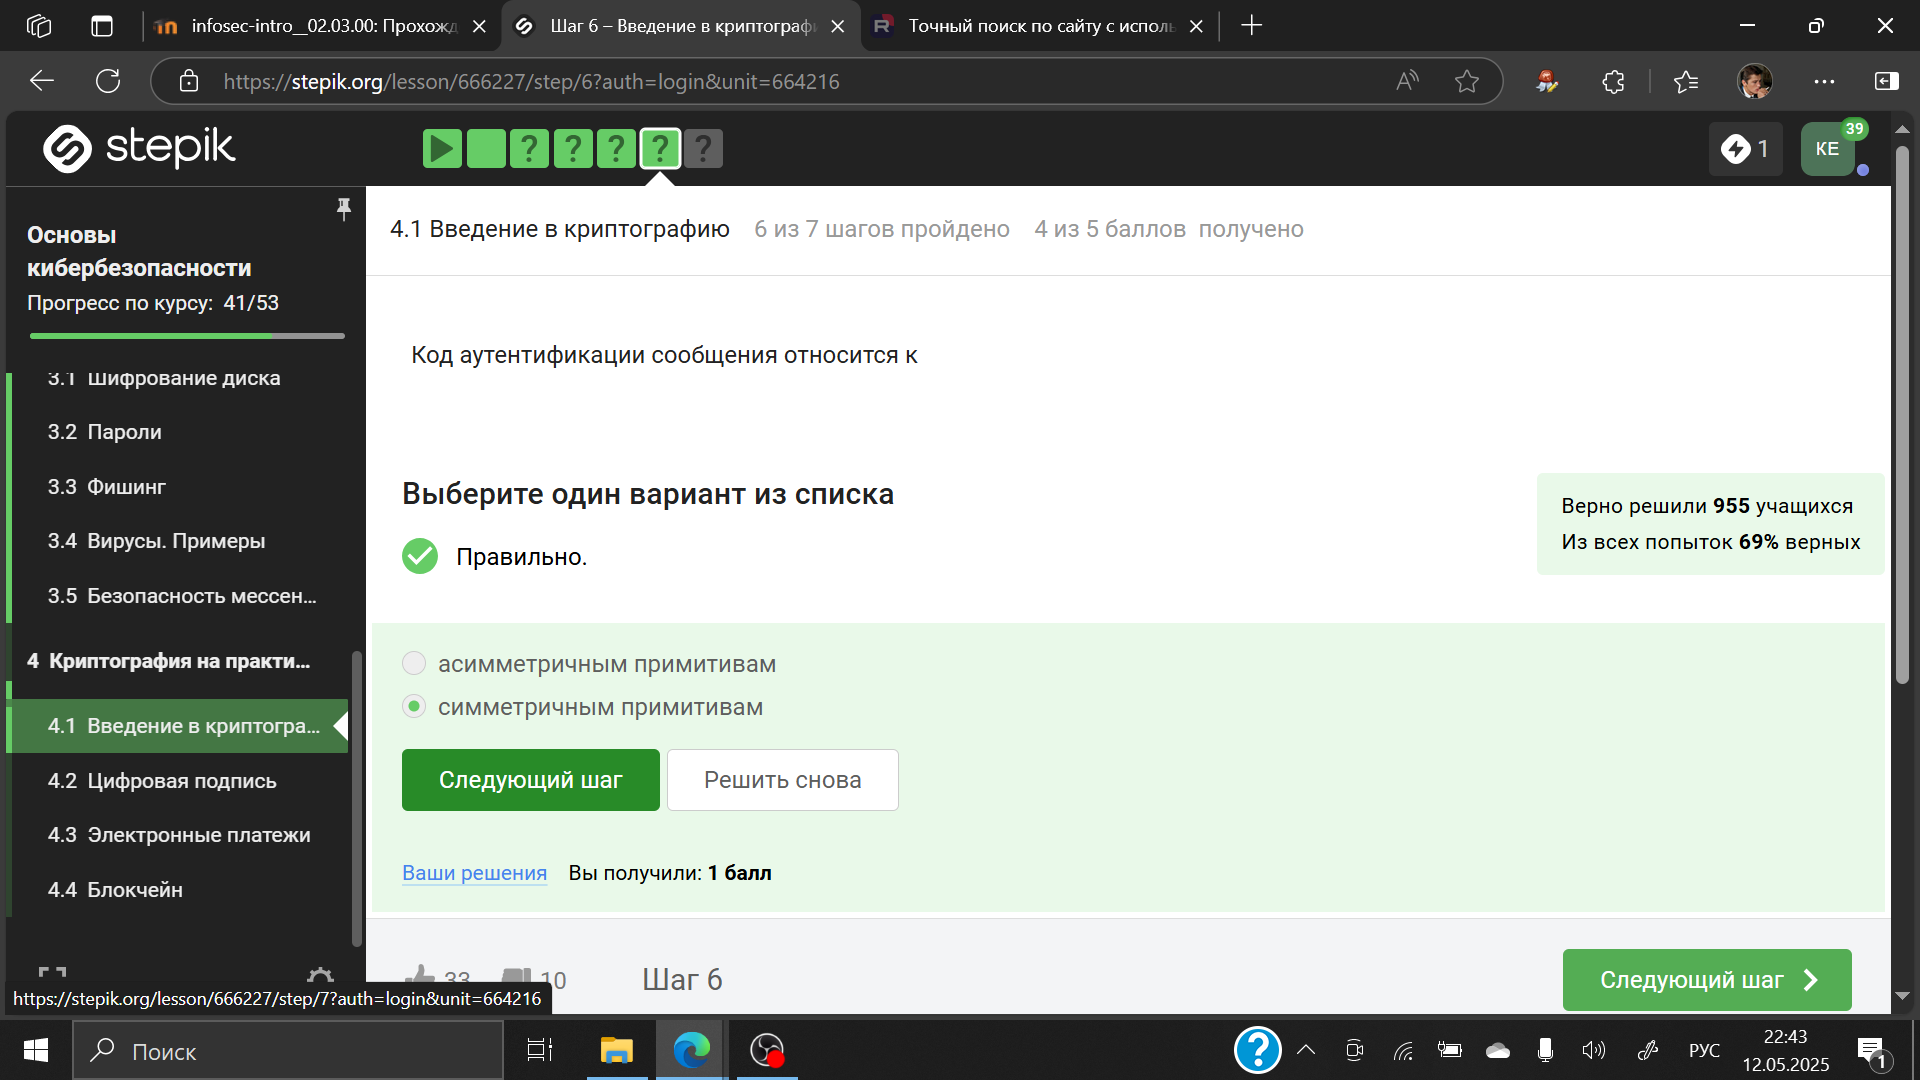 infosec-intro__02.03.00: Прохожд
Шаг 6 – Введение в криптографи
Точный поиск по сайту с исполь
https://stepik.org/lesson/666227/step/6?auth=login&unit=664216
stepik
? ? ? ? ?
1
KE
39
Основы
кибербезопасности
Прогресс по курсу: 41/53
3.1 Шифрование диска
3.2 Пароли
3.3 Фишинг
3.4 Вирусы. Примеры
3.5 Безопасность мессен...
4 Криптография на практи...
4.1 Введение в криптогра...
4.2 Цифровая подпись
4.3 Электронные платежи
4.4 Блокчейн
4.1 Введение в криптографию 6 из 7 шагов пройдено 4 из 5 баллов получено
Код аутентификации сообщения относится к
Выберите один вариант из списка
Правильно.
Верно решили 955 учащихся
Из всех попыток 69% верных
асимметричным примитивам
симметричным примитивам
Следующий шаг
Решить снова
Ваши решения Вы получили: 1 балл
33 10 Шаг 6
Следующий шаг
https://stepik.org/lesson/666227/step/7?auth=login&unit=664216
Поиск
РУС
22:43
12.05.2025
1